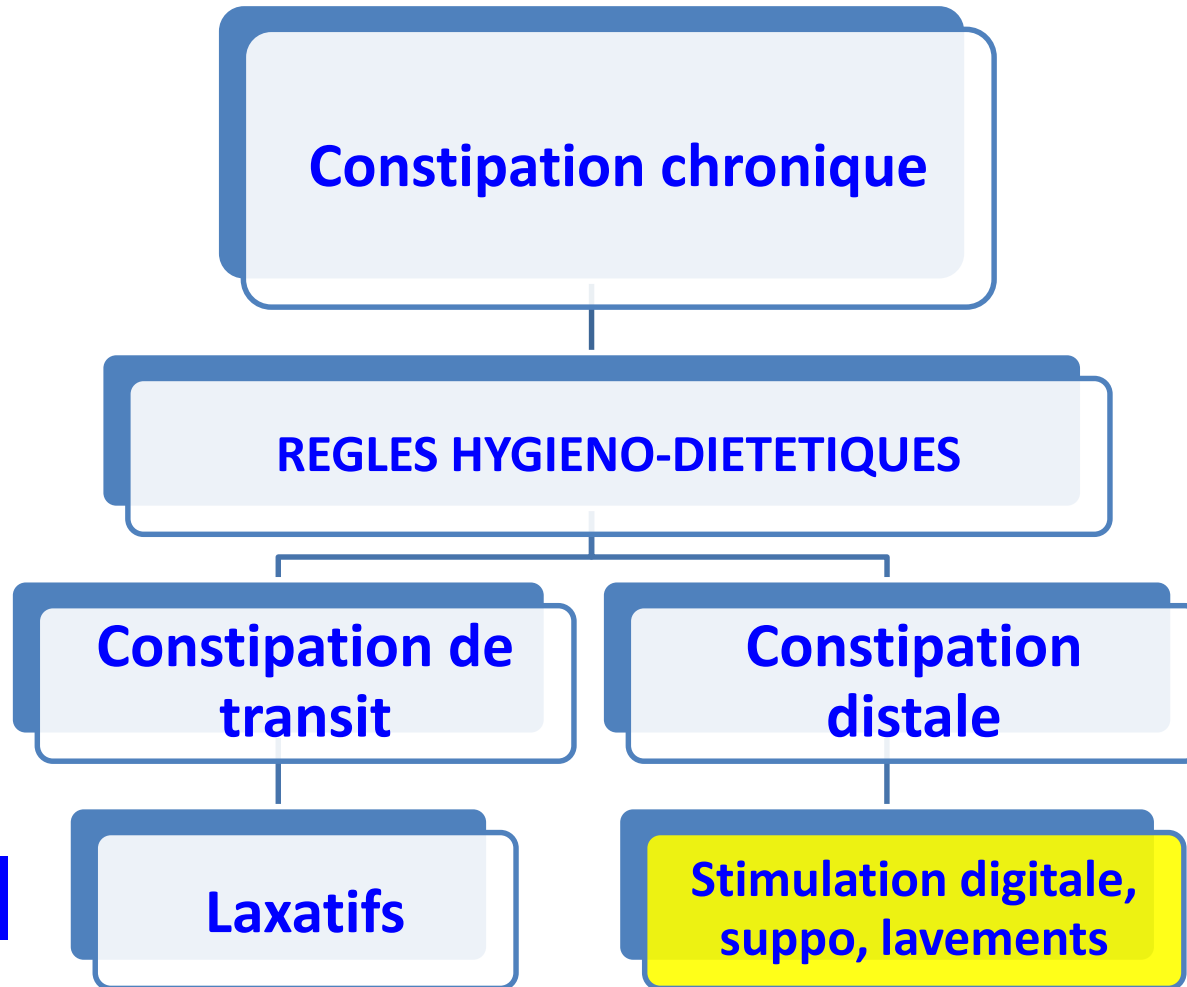 Constipation chronique
REGLES HYGIENO-DIETETIQUES
Constipation de
transit
Constipation
distale
Laxatifs
Stimulation digitale,
suppo, lavements